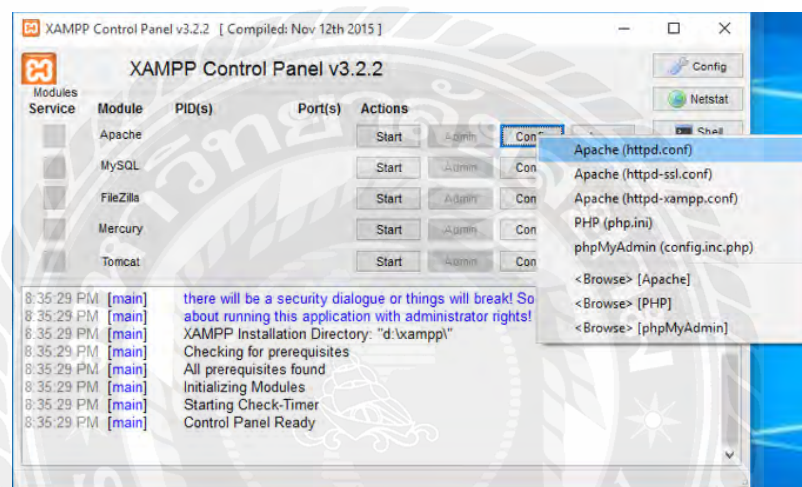 XAMPP Control Panel v3.2.2 [ Compiled: Nov 12th 2015 ]
XAMPP Control Panel v3.2.2
Config
Netstat
Shell
Modules
Service Module PID(s) Port(s) Actions
Apache Start Admin
MySQL Start Admin
FileZilla Start Admin
Mercury Start Admin
Tomcat Start Admin
Apache (httpd.conf)
Apache (httpd-ssl.conf)
Apache (httpd-xampp.conf)
PHP (php.ini)
phpMyAdmin (config.inc.php)
<Browse> [Apache]
<Browse> [PHP]
<Browse> [phpMyAdmin]
8:35:29 PM [main] there will be a security dialogue or things will break! So
8:35:29 PM [main] about running this application with administrator rights!
8:35:29 PM [main] XAMPP Installation Directory: "d:\xampp\"
8:35:29 PM [main] Checking for prerequisites
8:35:29 PM [main] All prerequisites found
8:35:29 PM [main] Initializing Modules
8:35:29 PM [main] Starting Check-Timer
8:35:29 PM [main] Control Panel Ready